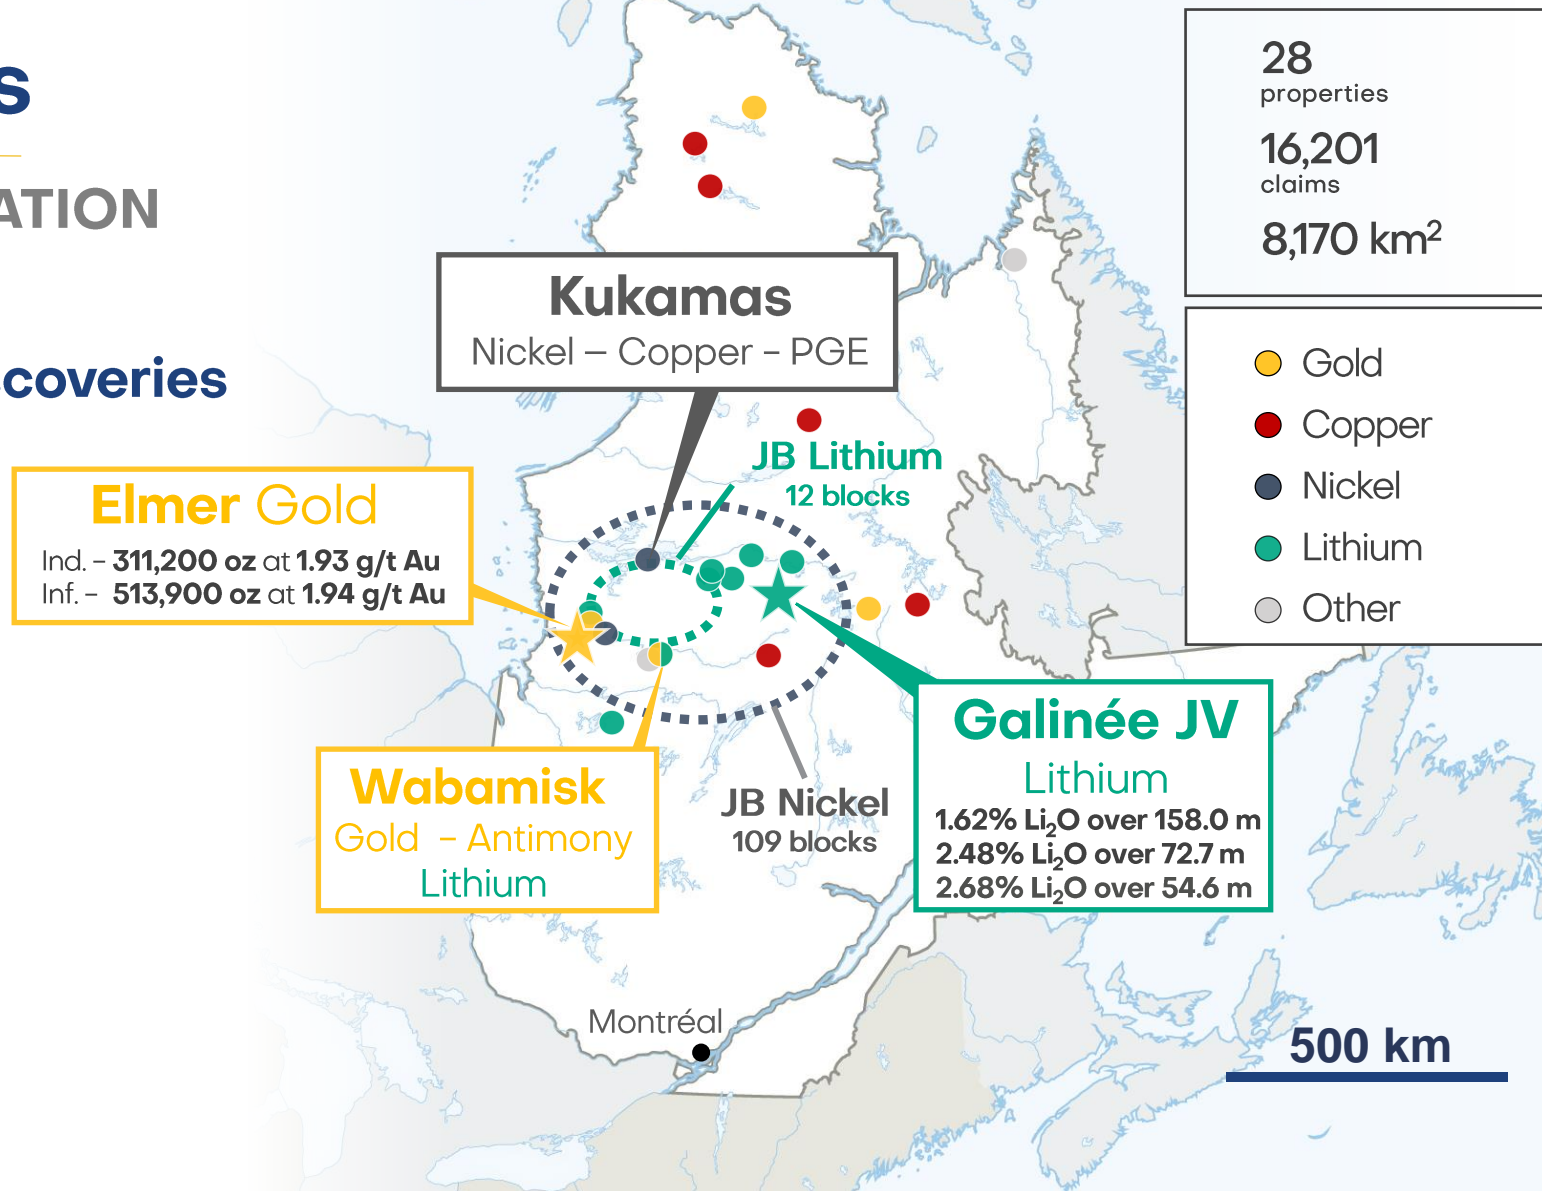 s
ATION
coveries
28
properties
16,201
claims
8,170 km²
Kukamas
Nickel – Copper – PGE
Gold
Copper
Nickel
Lithium
Other
JB Lithium
12 blocks
Elmer Gold
Ind. – 311,200 oz at 1.93 g/t Au
Inf. – 513,900 oz at 1.94 g/t Au
Galinée JV
Lithium
1.62% Li₂O over 158.0 m
2.48% Li₂O over 72.7 m
2.68% Li₂O over 54.6 m
Wabamisk
Gold – Antimony
Lithium
JB Nickel
109 blocks
Montréal
500 km